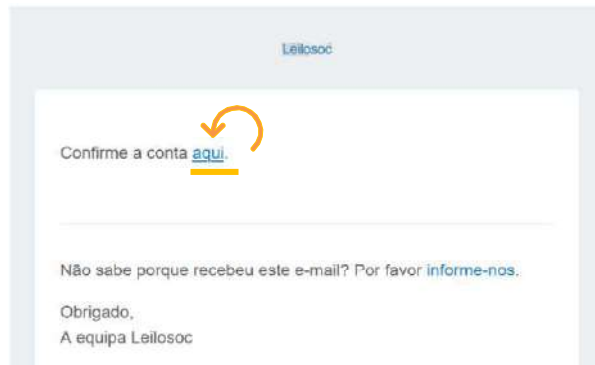 Leilosoc
Confirme a conta aqui.
Não sabe porque recebeu este e-mail? Por favor informe-nos.
Obrigado,
A equipa Leilosoc